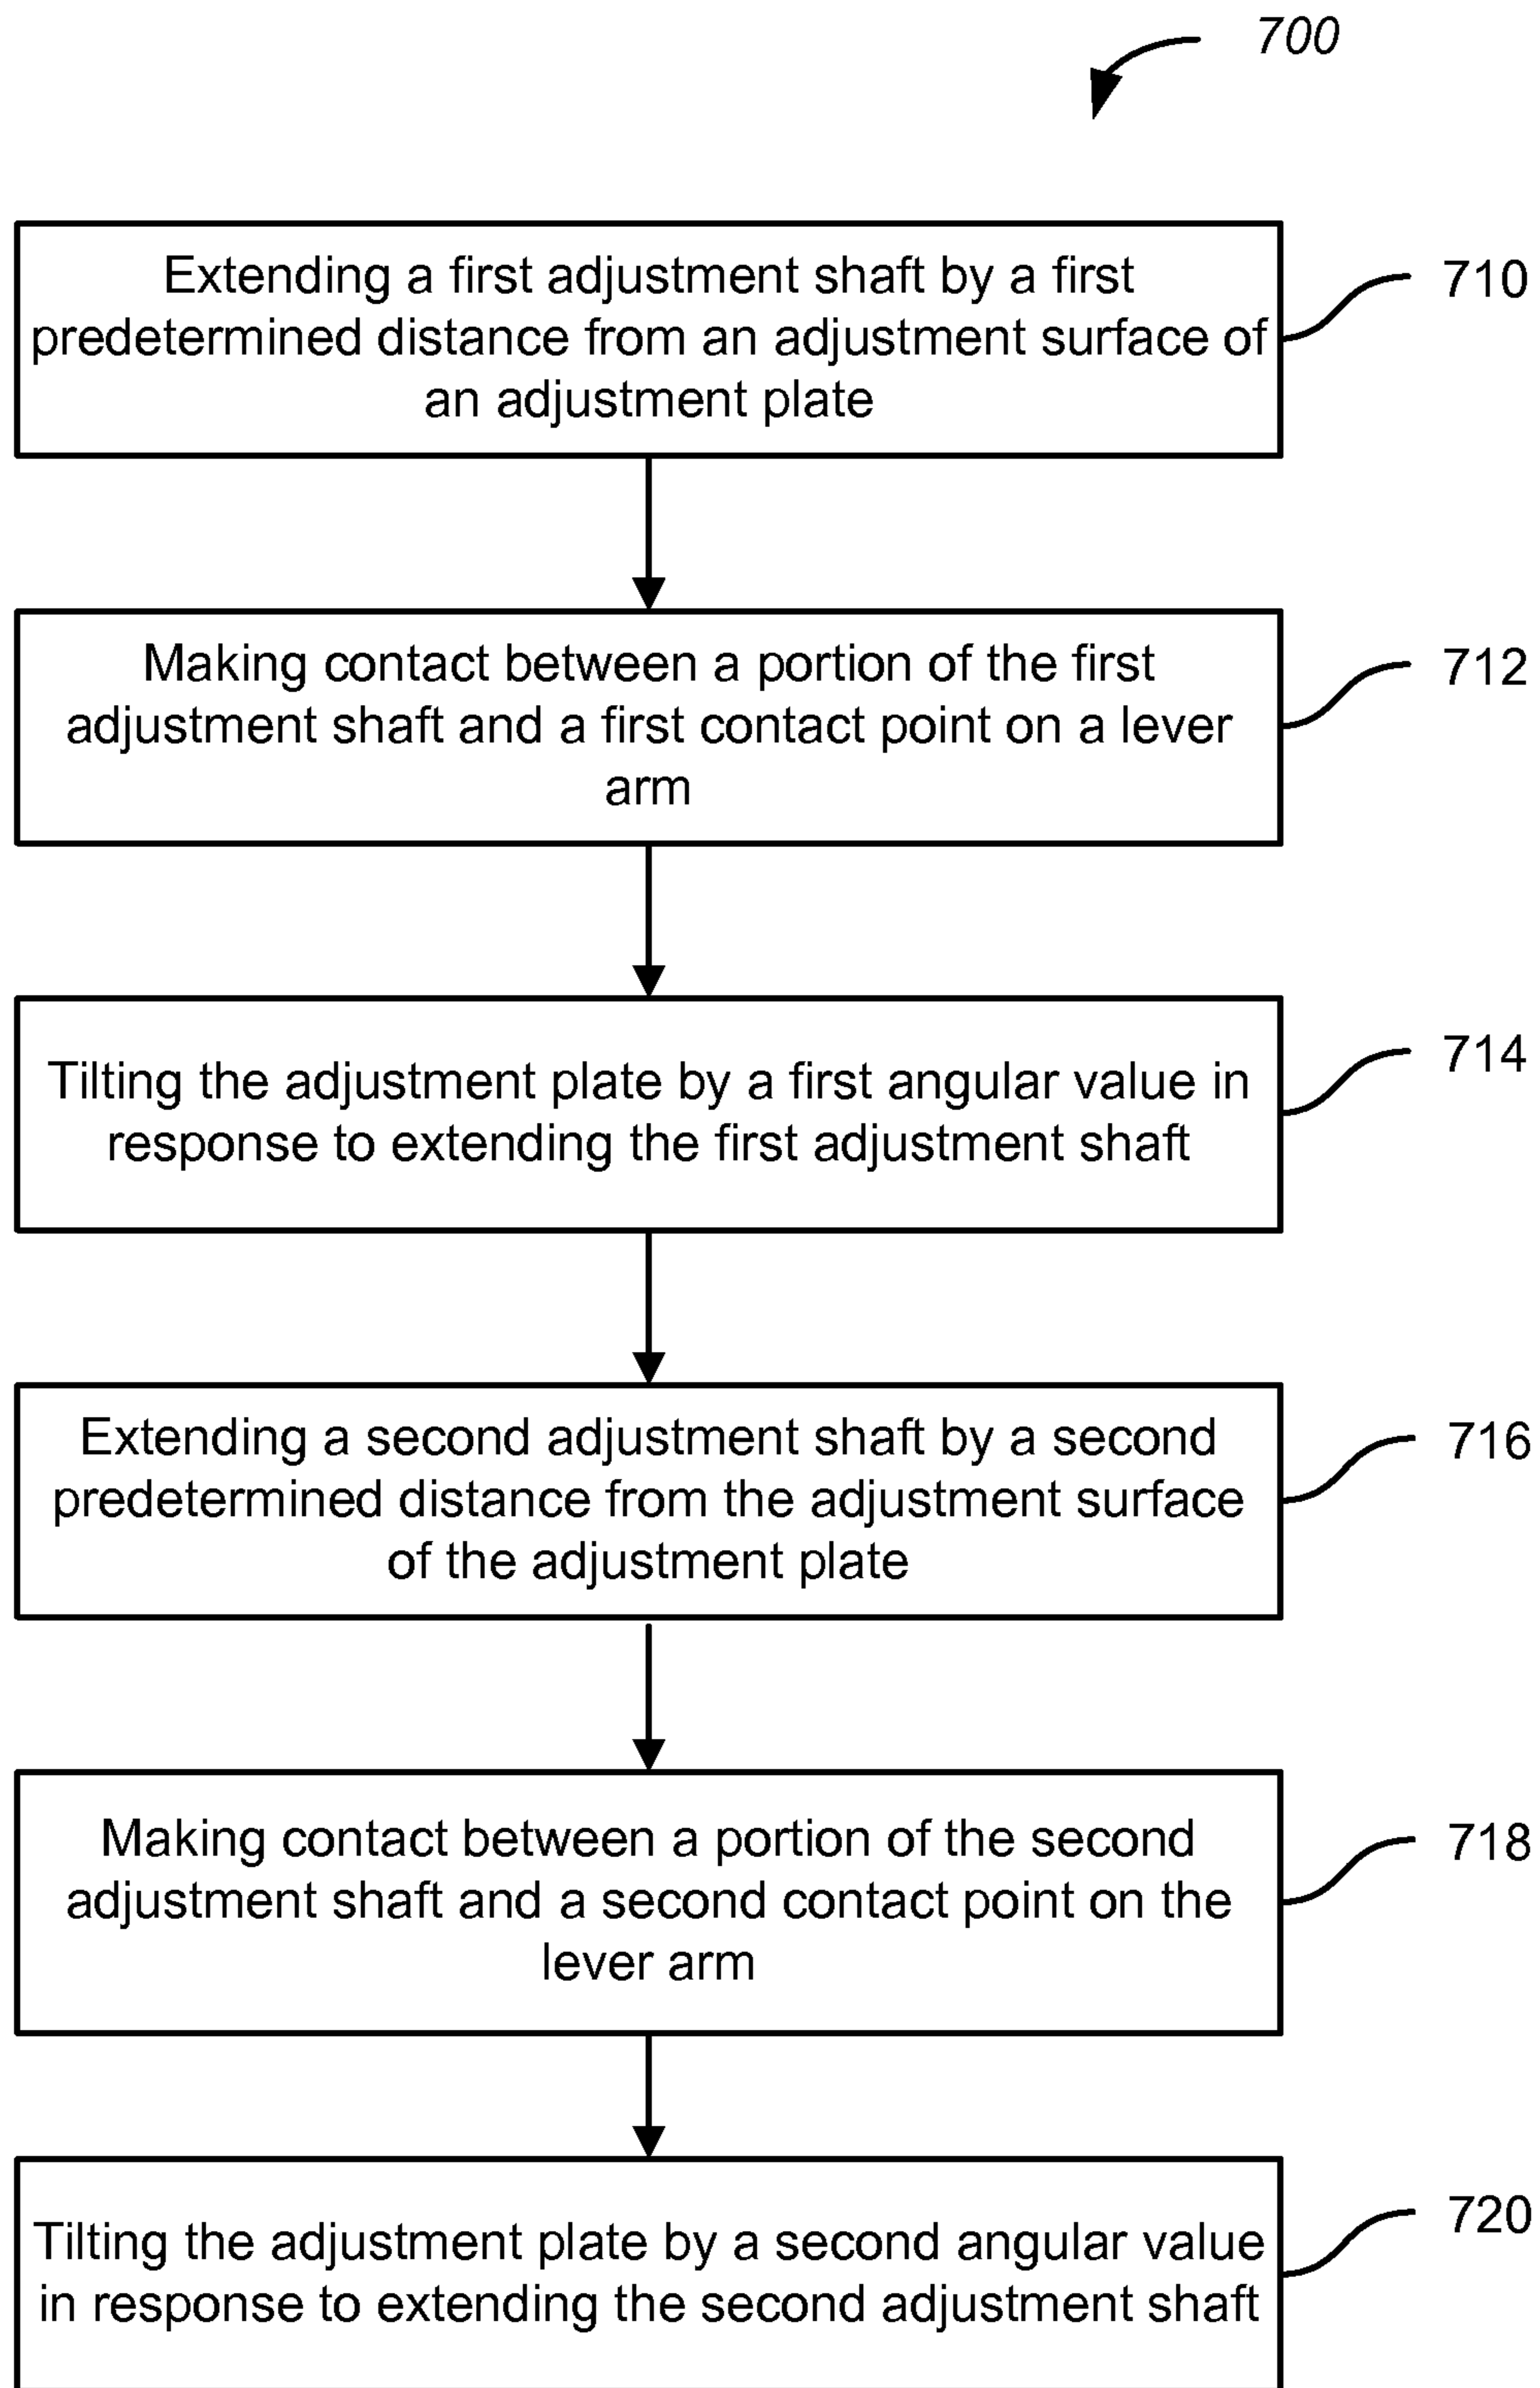 700
Extending a first adjustment shaft by a first
predetermined distance from an adjustment surface of
an adjustment plate
710
Making contact between a portion of the first
adjustment shaft and a first contact point on a lever
arm
712
Tilting the adjustment plate by a first angular value in
response to extending the first adjustment shaft
714
Extending a second adjustment shaft by a second
predetermined distance from the adjustment surface
of the adjustment plate
716
Making contact between a portion of the second
adjustment shaft and a second contact point on the
lever arm
718
Tilting the adjustment plate by a second angular value
in response to extending the second adjustment shaft
720